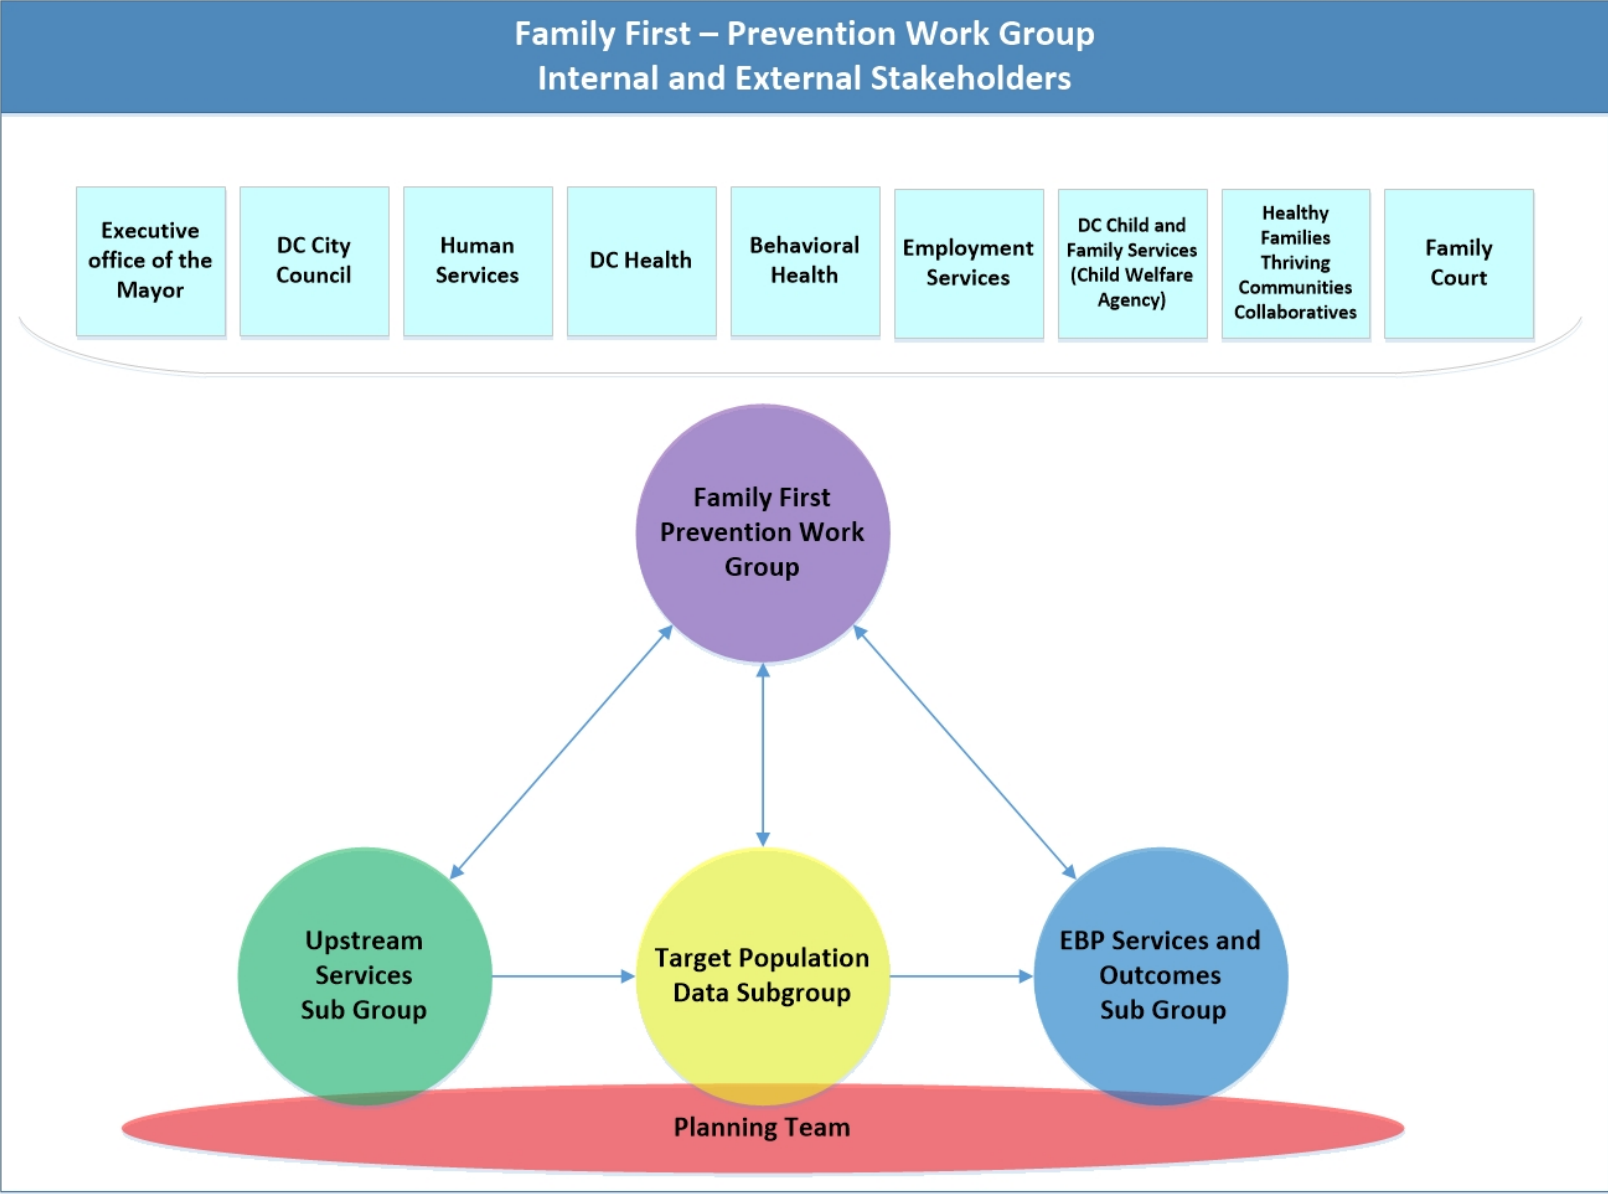 Family First – Prevention Work Group
Internal and External Stakeholders
Executive
office of the
Mayor
DC City
Council
Human
Services
DC Health
Behavioral
Health
Employment
Services
DC Child and
Family Services
(Child Welfare
Agency)
Healthy
Families
Thriving
Communities
Collaboratives
Family
Court
Family First
Prevention Work
Group
Upstream
Services
Sub Group
Target Population
Data Subgroup
EBP Services and
Outcomes
Sub Group
Planning Team